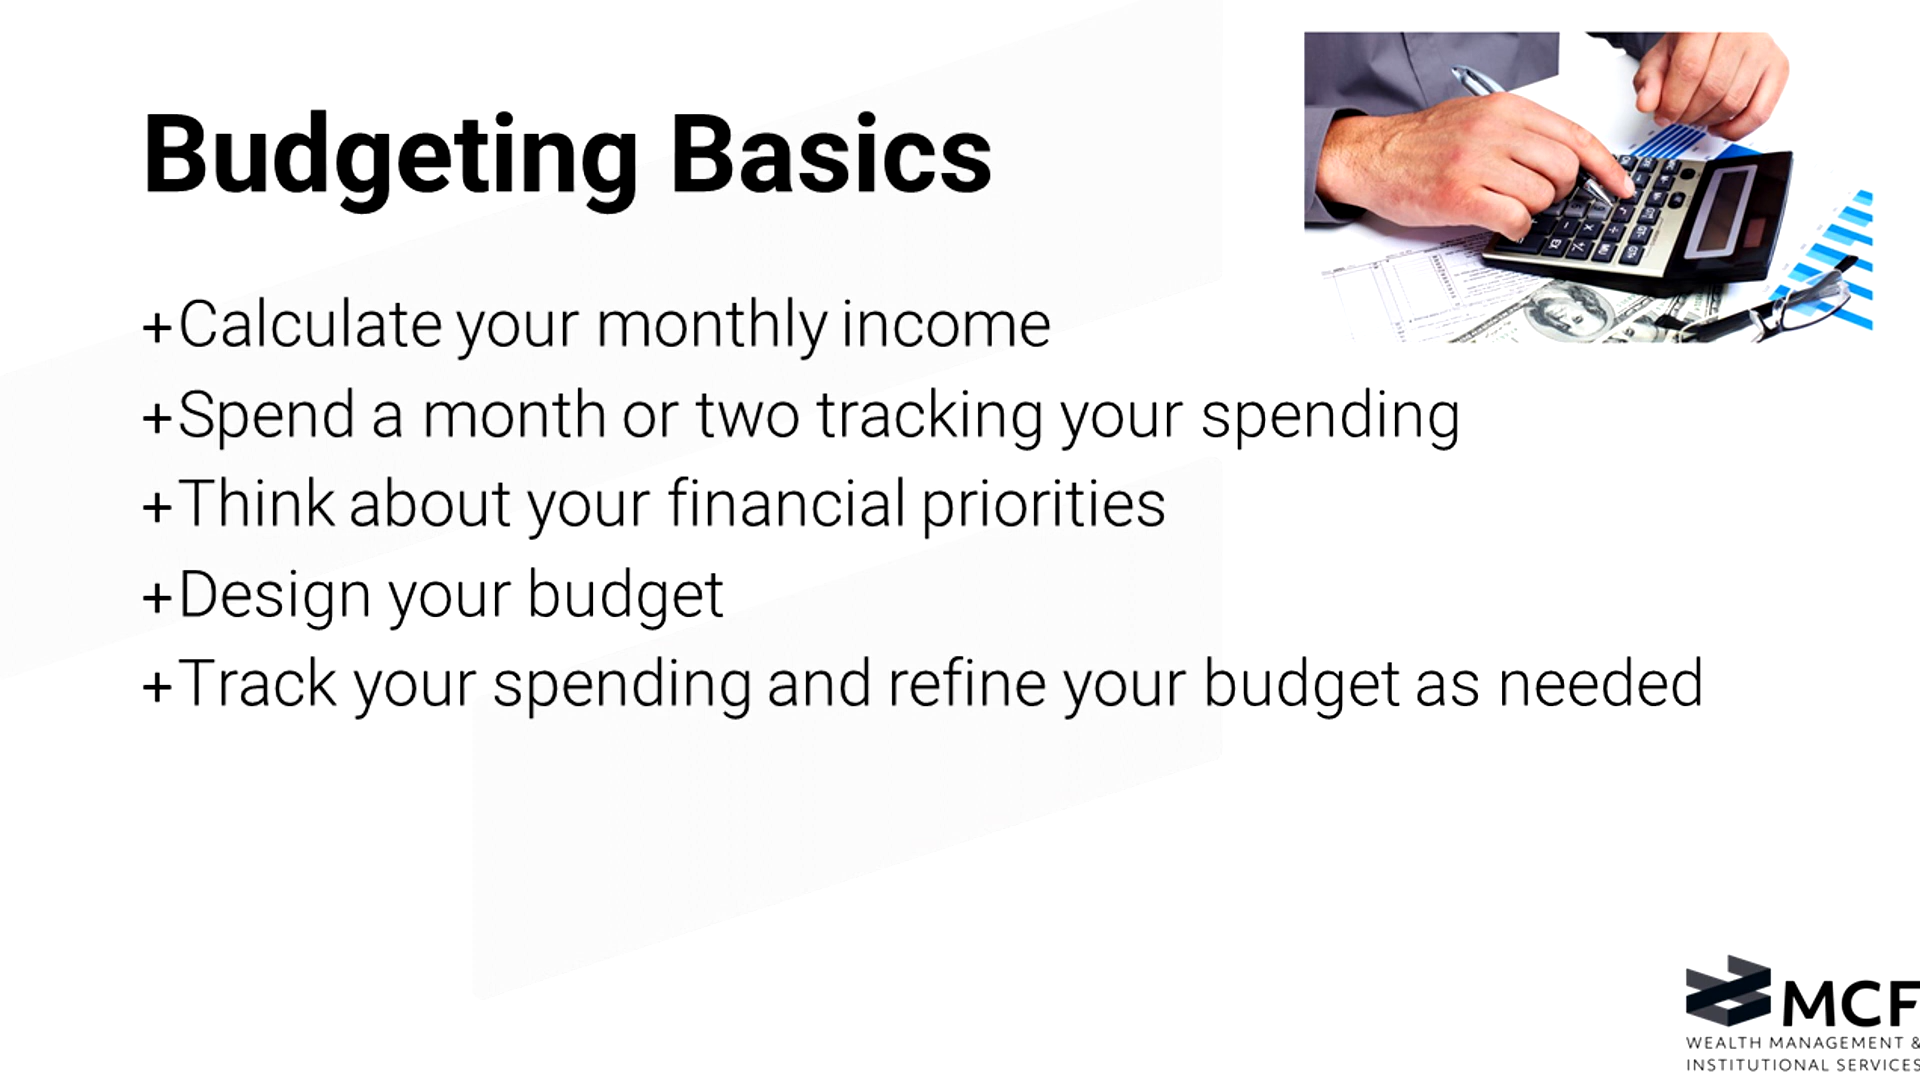 Budgeting Basics
+Calculate your monthly income
+Spend a month or two tracking your spending
+Think about your financial priorities
+Design your budget
+Track your spending and refine your budget as needed
MCF
WEALTH MANAGEMENT &
INSTITUTIONAL SERVICES